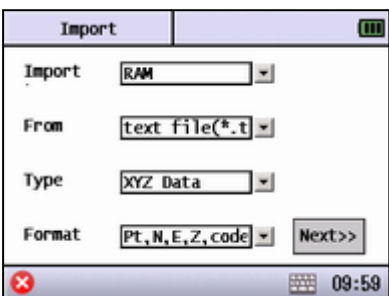 Import
Import RAM
From text file(*.t
Type XYZ Data
Format Pt,N,E,Z,code Next>>
09:59